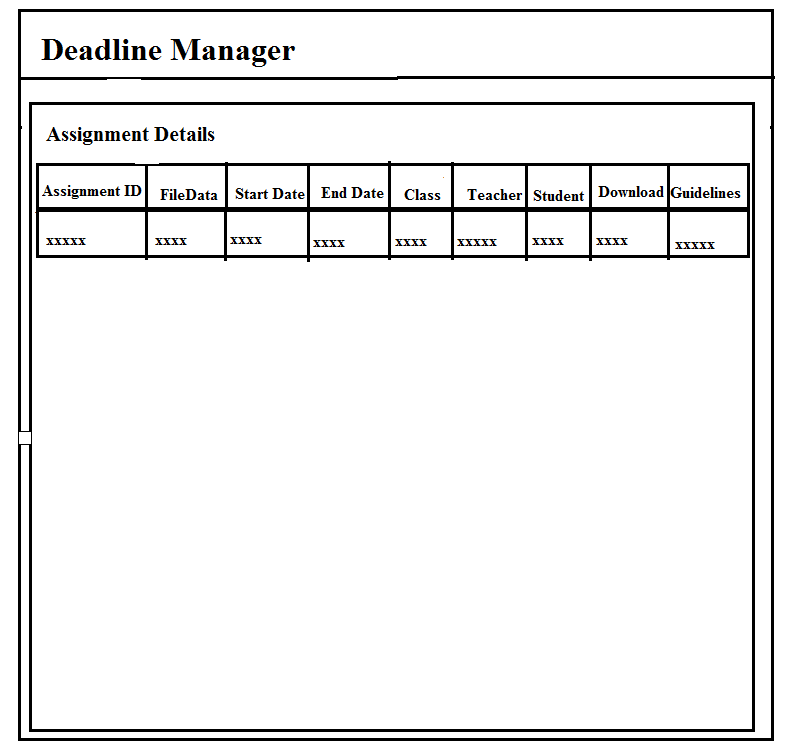 Deadline Manager
Assignment Details
Assignment ID FileData Start Date End Date Class Teacher Student Download Guidelines
xxxxx xxxx xxxx xxxx xxxx xxxxx xxxx xxxx xxxxx